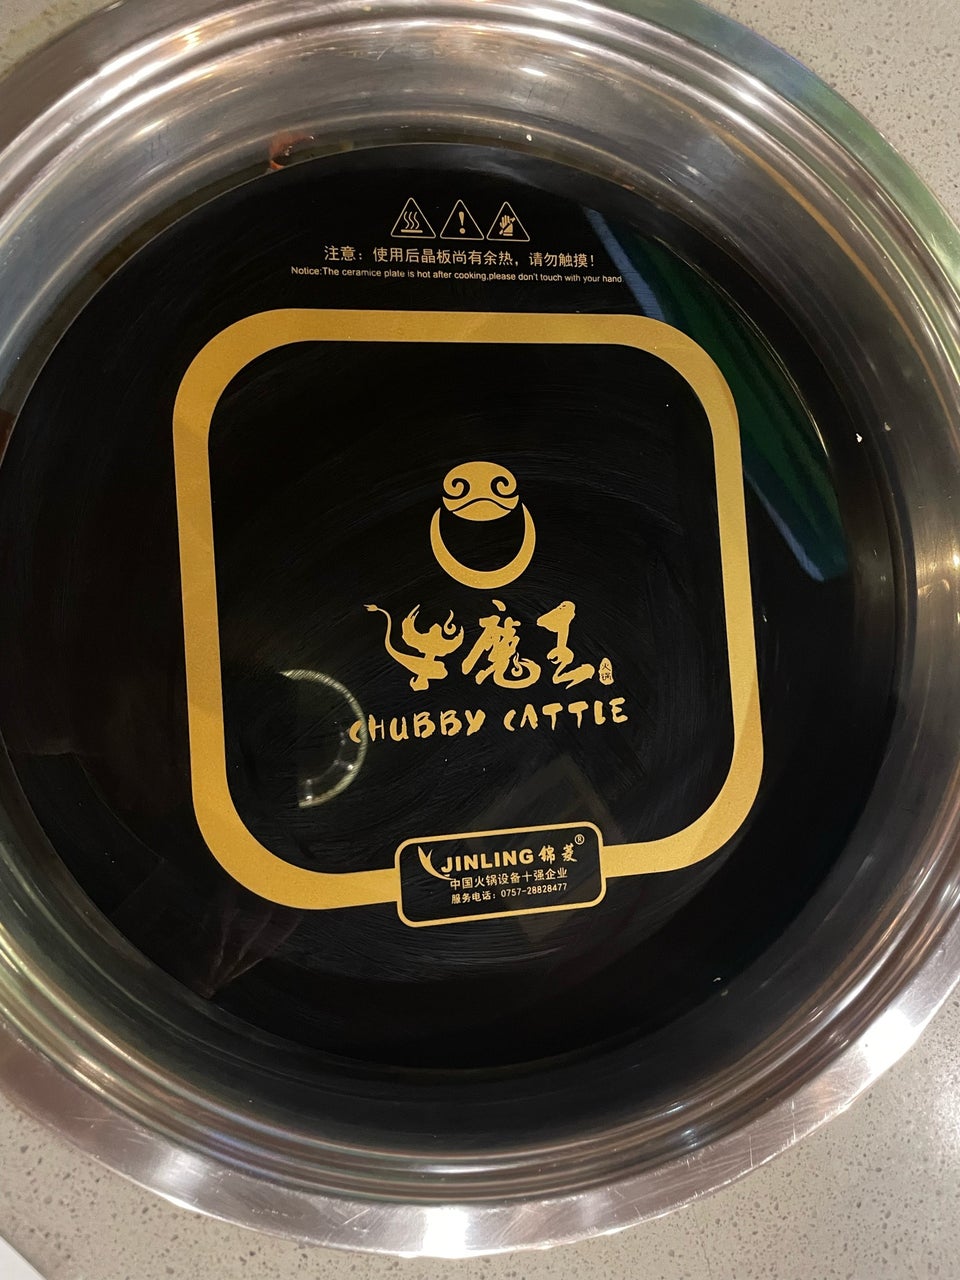 注意：使用后晶板尚有余热，请勿触摸！
Notice:The ceramice plate is hot after cooking,please don't touch with your hand.
牛魔王
火锅
CHUBBY CATTLE
JINLING 锦菱®
中国火锅设备十强企业
服务电话：0757-28828477